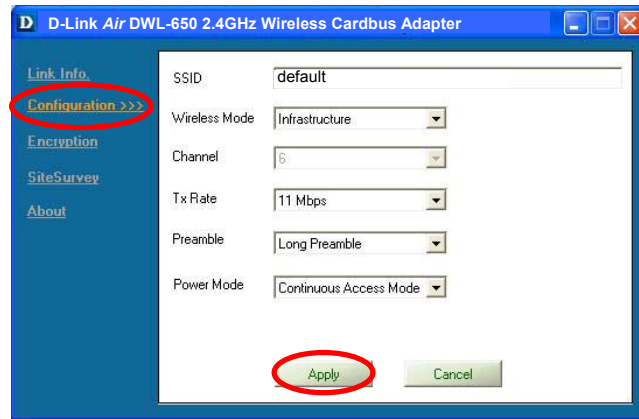 D D-Link Air DWL-650 2.4GHz Wireless Cardbus Adapter
Link Info.
Configuration >>>
Encryption
SiteSurvey
About
SSID default
Wireless Mode Infrastructure
Channel 6
Tx Rate 11 Mbps
Preamble Long Preamble
Power Mode Continuous Access Mode
Apply Cancel